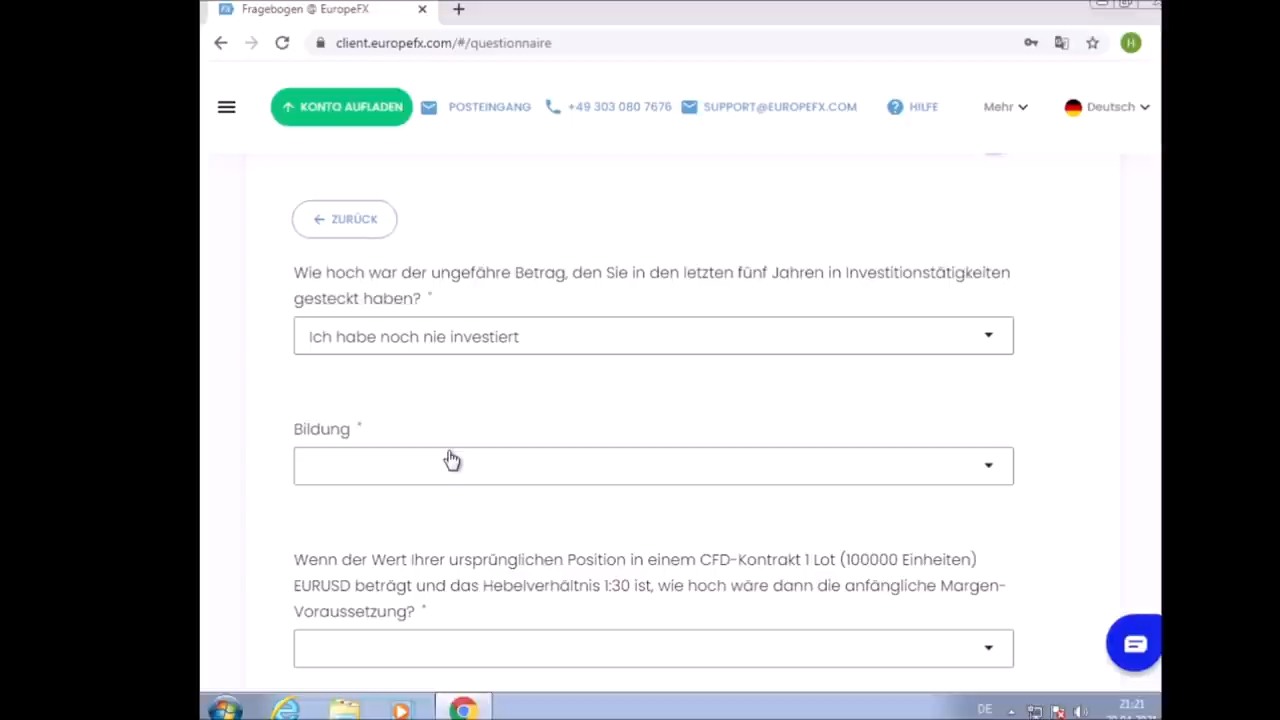 Fragebogen @ EuropeFX
client.europefx.com/#/questionnaire
H
KONTO AUFLADEN
POSTEINGANG
+49 303 080 7676
SUPPORT@EUROPEFX.COM
HILFE
Mehr
Deutsch
ZURÜCK
Wie hoch war der ungefähre Betrag, den Sie in den letzten fünf Jahren in Investitionstätigkeiten
gesteckt haben? *
Ich habe noch nie investiert
Bildung *
Wenn der Wert Ihrer ursprünglichen Position in einem CFD-Kontrakt 1 Lot (100000 Einheiten)
EURUSD beträgt und das Hebelverhältnis 1:30 ist, wie hoch wäre dann die anfängliche Margen-
Voraussetzung? *
DE
21:21